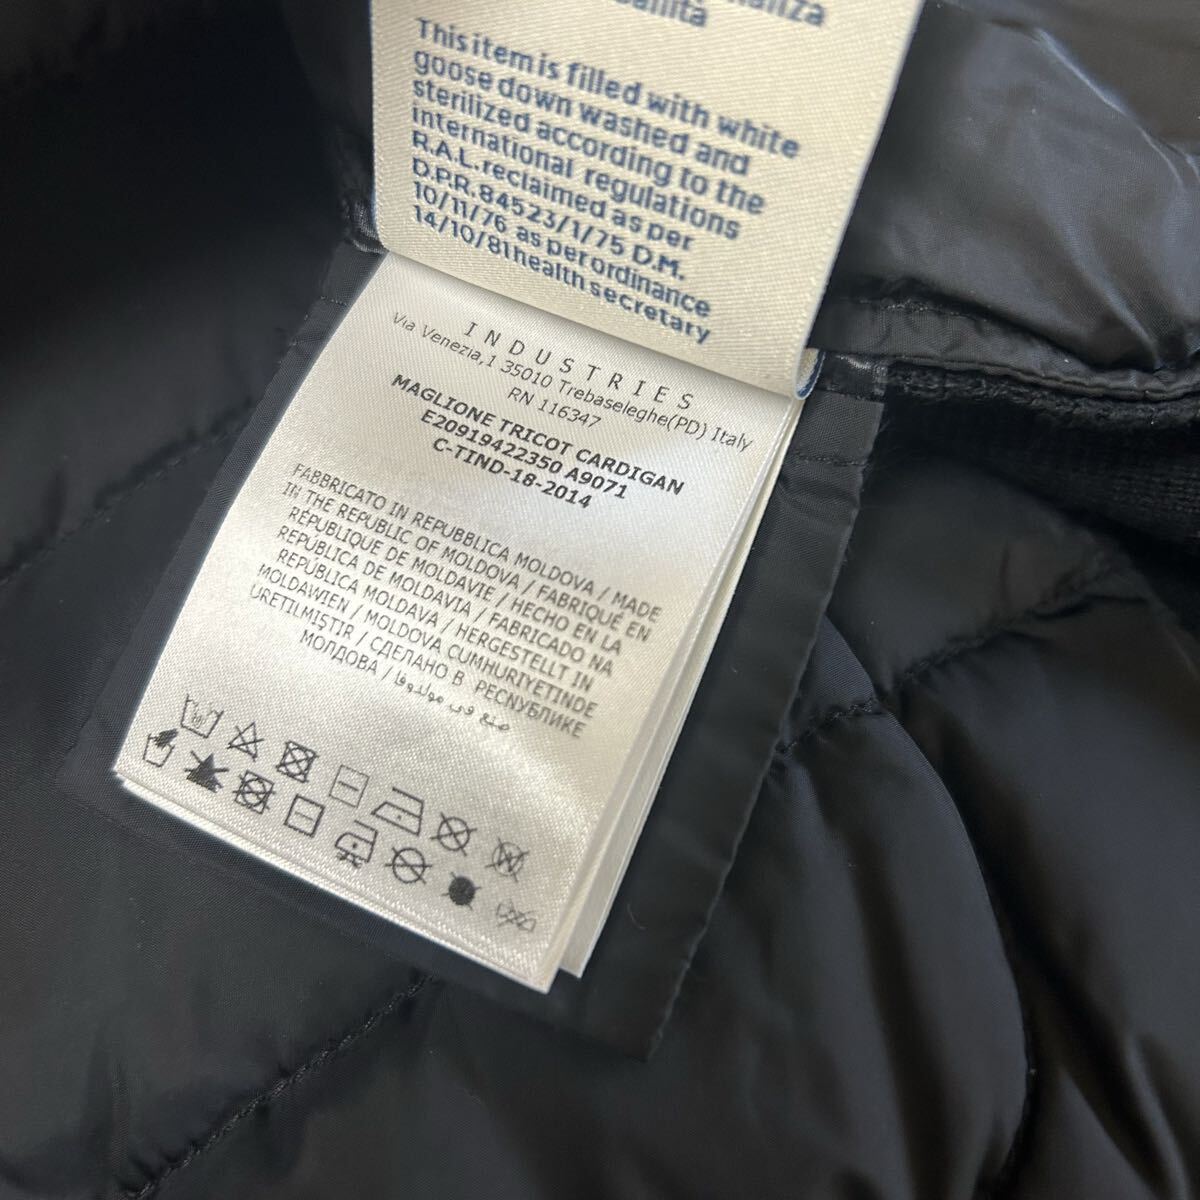 This item is filled with white
goose down washed and
sterilized according to the
international regulations
R.A.L. reclaimed as per
D.P.R. 84523/1/75 D.M.
10/11/76 as per ordinance
14/10/81 health secretary
INDUSTRIES
Via Venezia,1 35010 Trebaseleghe(PD) Italy
RN 116347
MAGLIONE TRICOT CARDIGAN
E20919422350 A9071
C-TIND-18-2014
FABBRICATO IN REPUBBLICA MOLDOVA / MADE
IN THE REPUBLIC OF MOLDOVA / FABRIQUÉ EN
RÉPUBLIQUE DE MOLDAVIE / HECHO EN LA
REPÚBLICA DE MOLDAVIA / FABRICADO NA
REPÚBLICA MOLDAVA / HERGESTELLT IN
MOLDAWIEN / MOLDOVA CUMHURIYETINDE
URETILMIŞTIR / СДЕЛАНО В РЕСПУБЛИКЕ
МОЛДОВА / صنع في مولدوفا